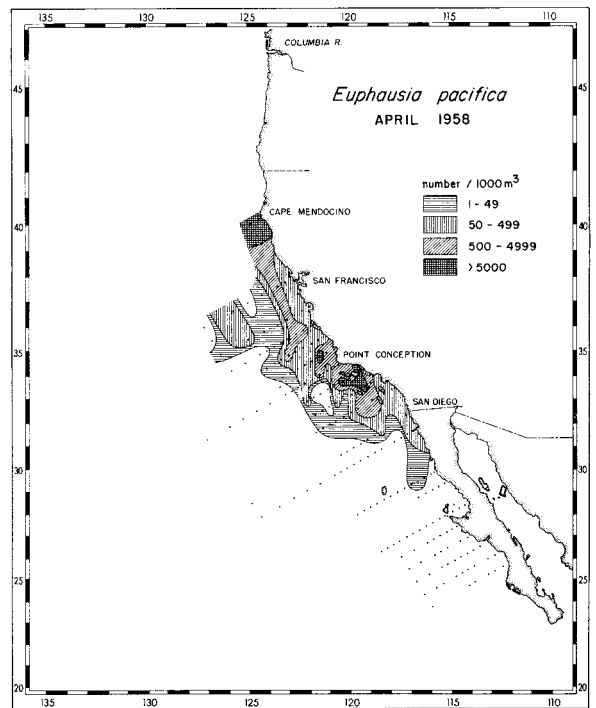 135 130 125 120 115 110
COLUMBIA R.
45
Euphausia pacifica
APRIL 1958
number / 1000 m³
1 - 49
CAPE MENDOCINO
50 - 499
40
40
500 - 4999
> 5000
SAN FRANCISCO
35
35
POINT CONCEPTION
SAN DIEGO
30
30
25
25
20
20
135 130 125 120 115 110